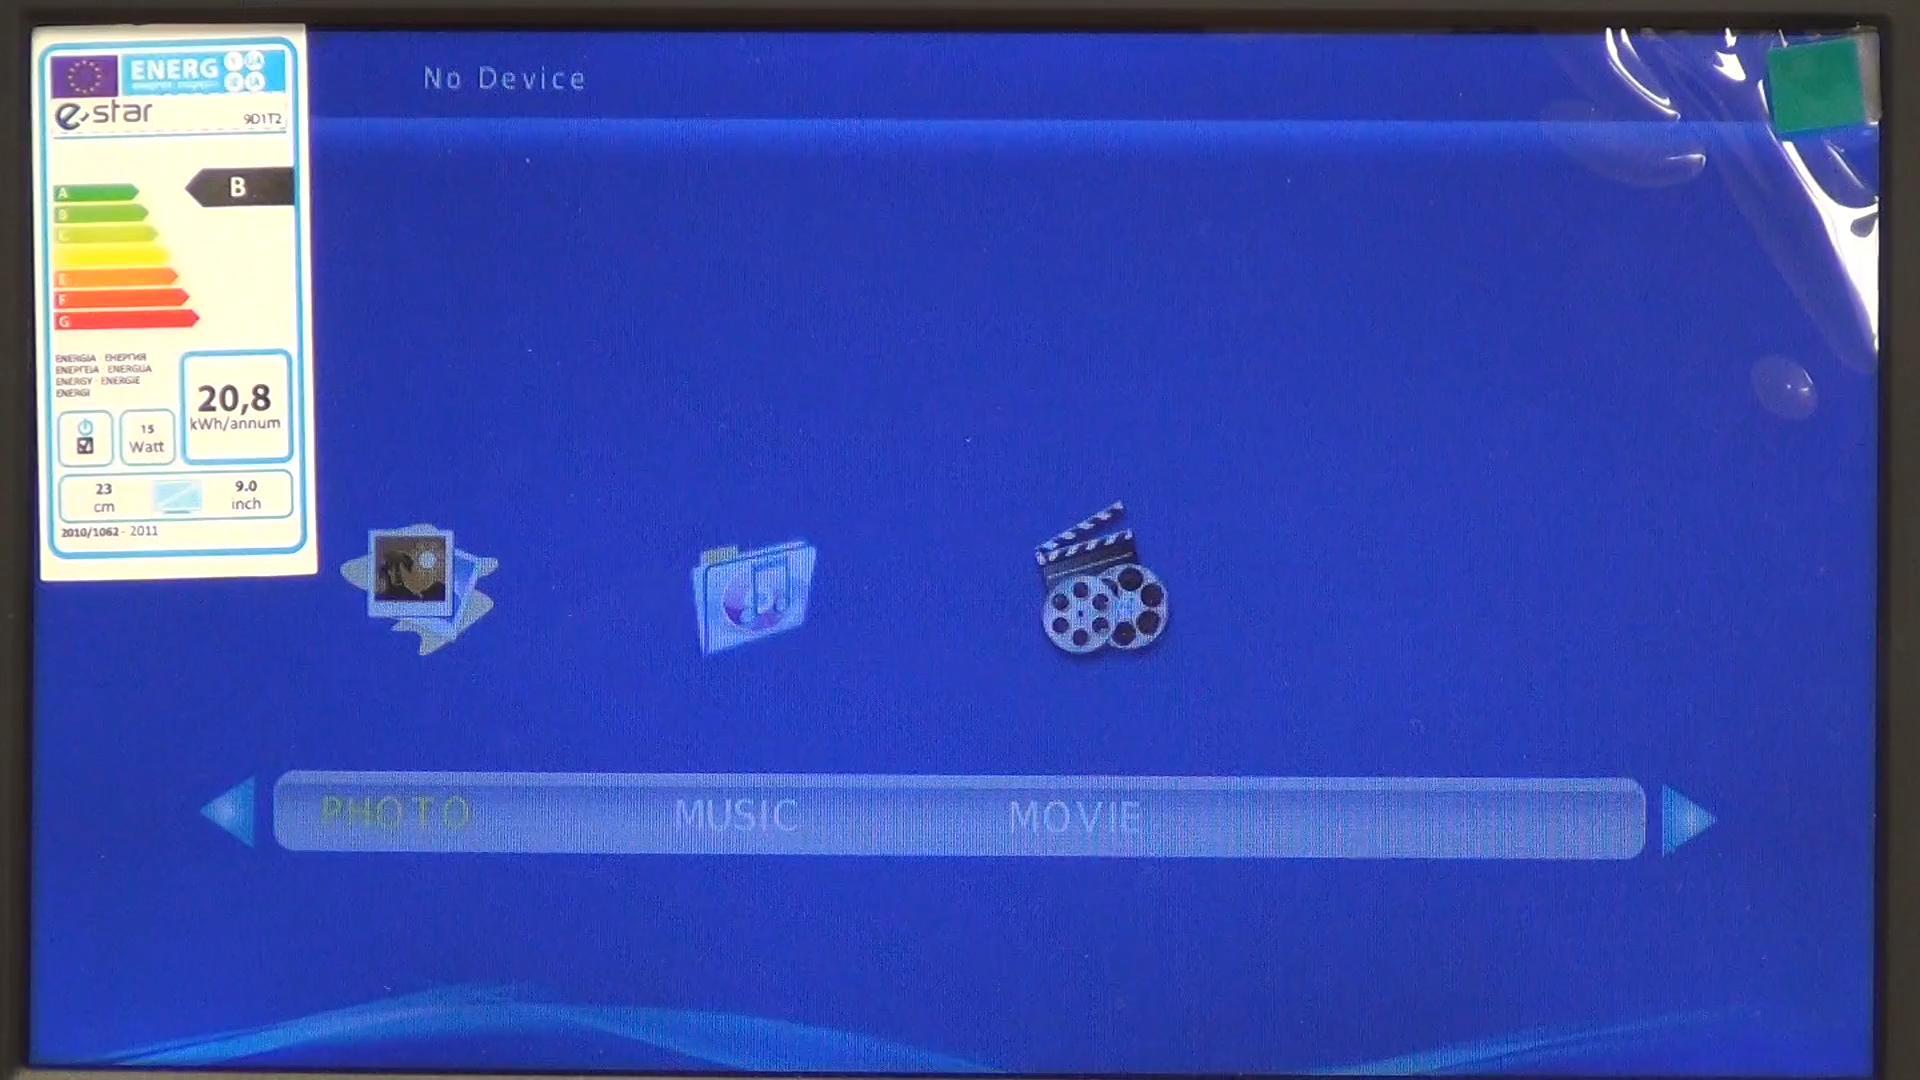 ENERG
e-star
9D1T2
No Device
B
A
B
C
E
F
G
ENERGIA · ЕНЕРГИЯ
ΕΝΕΡΓΕΙΑ · ENERGIJA
ENERGY · ENERGIE
ENERGI
20,8
kWh/annum
15
Watt
23
cm
9.0
inch
2010/1062 - 2011
PHOTO
MUSIC
MOVIE